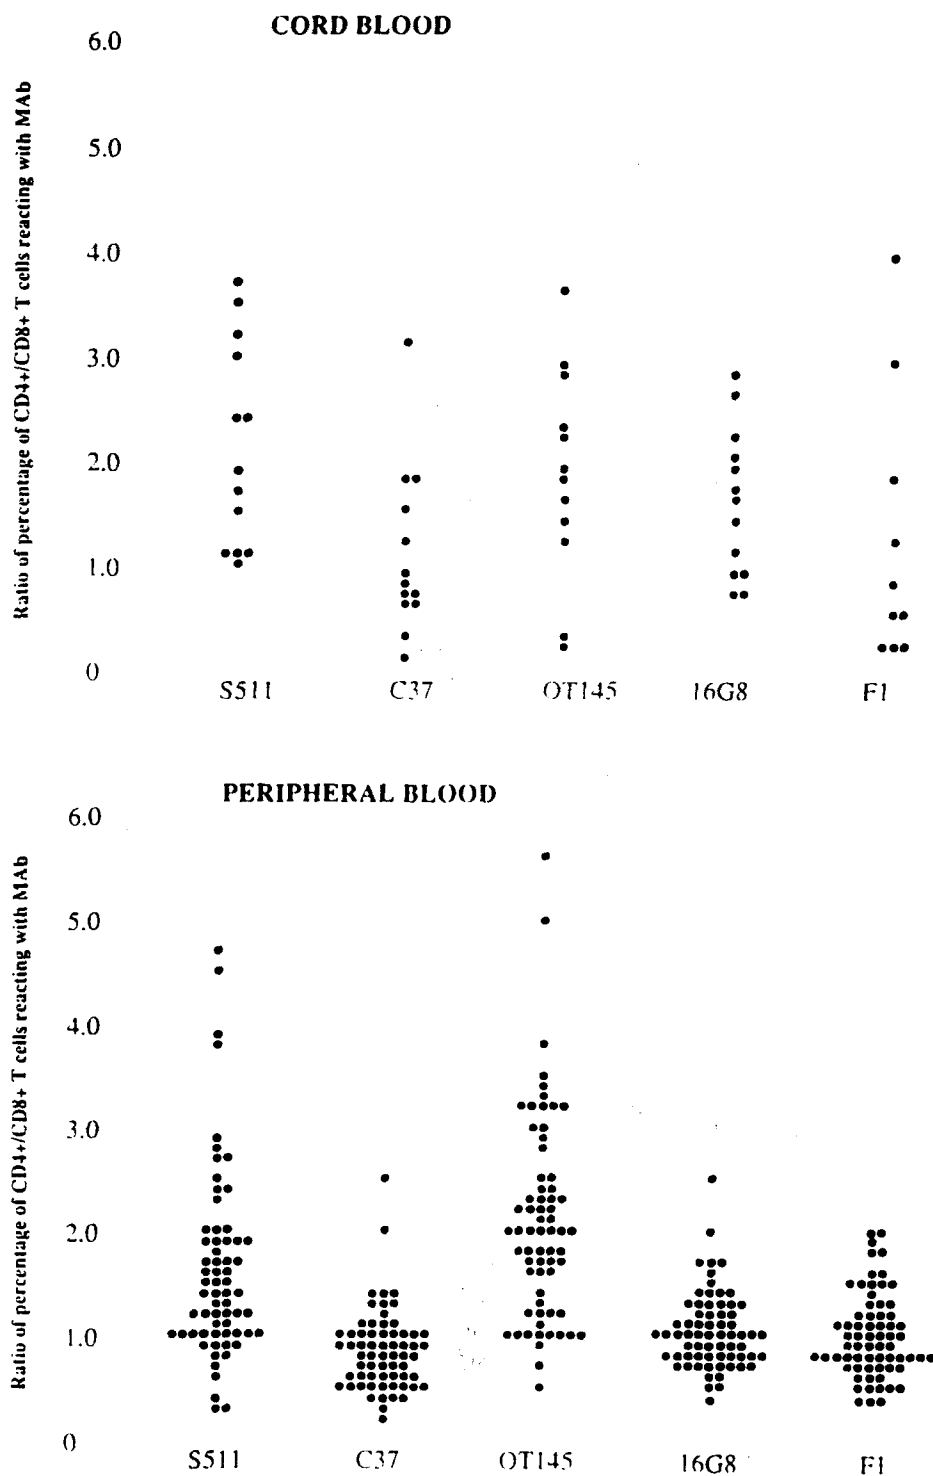 CORD BLOOD
Ratio of percentage of CD4+/CD8+ T cells reacting with MAb
6.0
5.0
4.0
3.0
2.0
1.0
0
S511 C37 OT145 16G8 F1
PERIPHERAL BLOOD
Ratio of percentage of CD4+/CD8+ T cells reacting with MAb
6.0
5.0
4.0
3.0
2.0
1.0
0
S511 C37 OT145 16G8 F1